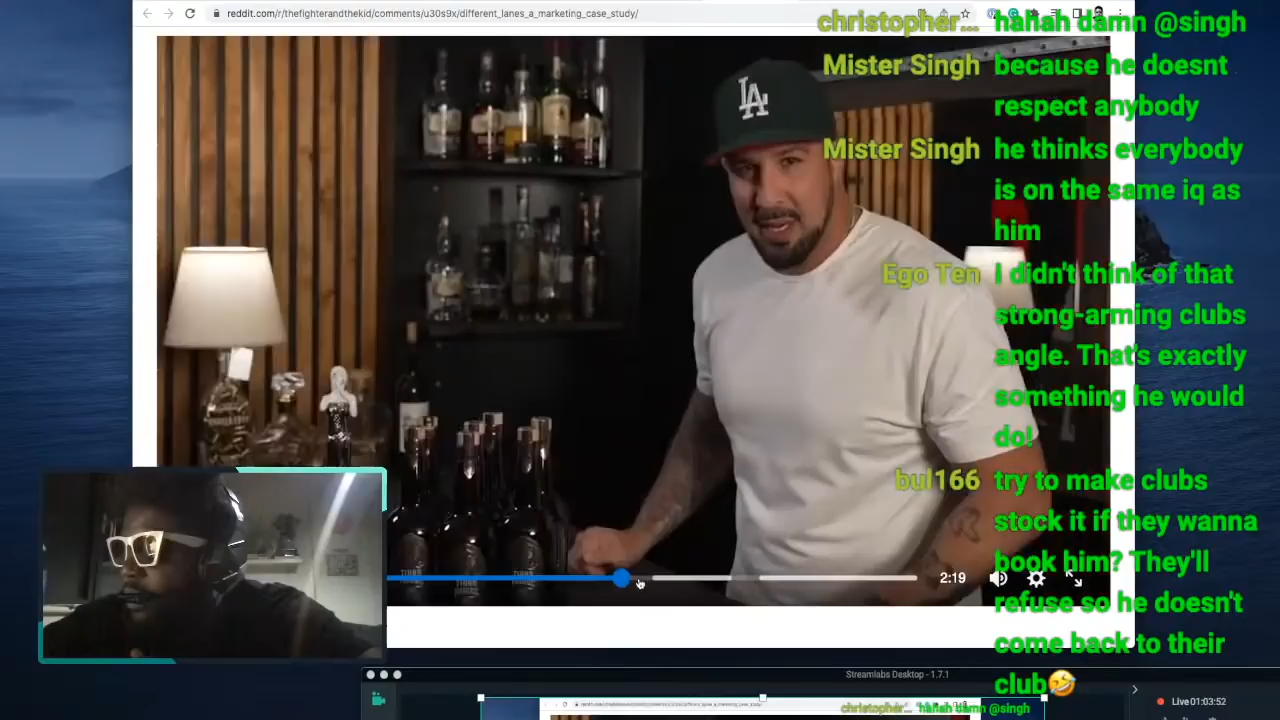 reddit.com/r/thefighterandthekid/comments/u30s9x/different_lanes_a_marketing_case_study/
christopher... hahah damn @singh
Mister Singh because he doesnt
respect anybody
Mister Singh he thinks everybody
is on the same iq as
him
Ego Ten I didn't think of that
strong-arming clubs
angle. That's exactly
something he would
do!
bul166 try to make clubs
stock it if they wanna
book him? They'll
refuse so he doesn't
come back to their
club🤣
LA
2:19
Streamlabs Desktop - 1.7.1
Live 01:03:52
christopher... hahah damn @singh